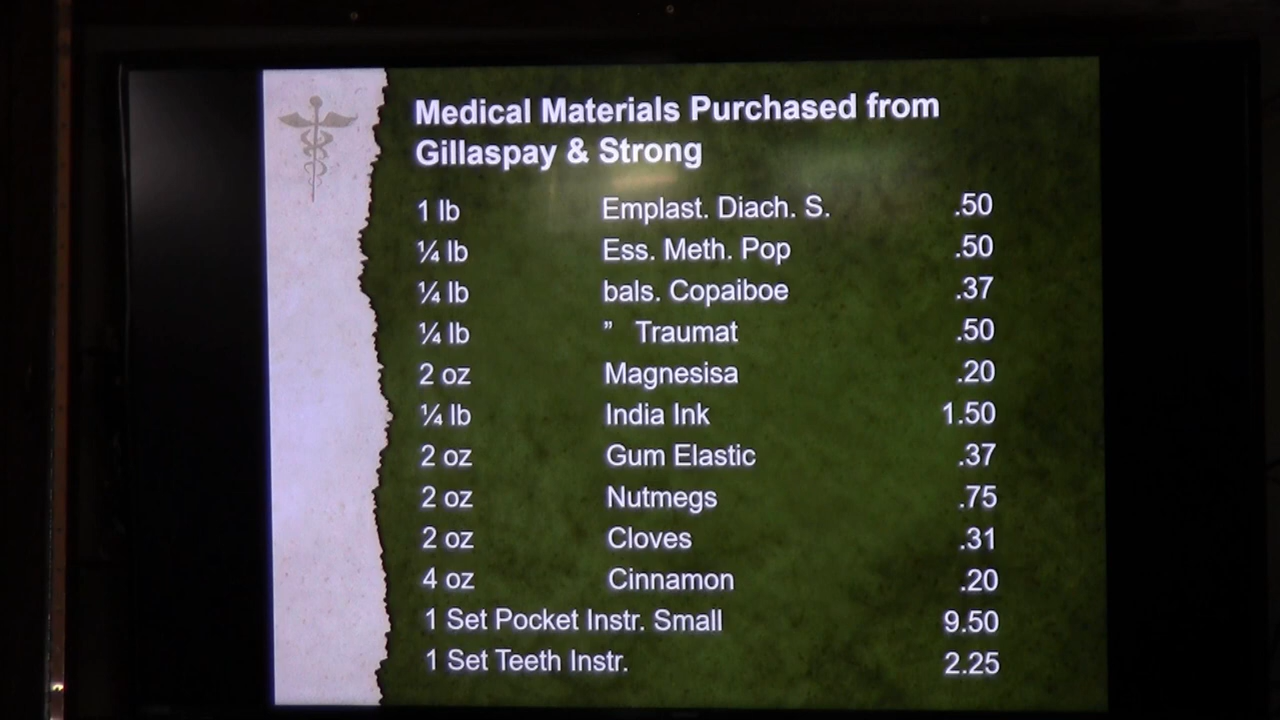 Medical Materials Purchased from
Gillaspay & Strong
1 lb Emplast. Diach. S. .50
¼ lb Ess. Meth. Pop .50
¼ lb bals. Copaiboe .37
¼ lb ” Traumat .50
2 oz Magnesisa .20
¼ lb India Ink 1.50
2 oz Gum Elastic .37
2 oz Nutmegs .75
2 oz Cloves .31
4 oz Cinnamon .20
1 Set Pocket Instr. Small 9.50
1 Set Teeth Instr. 2.25